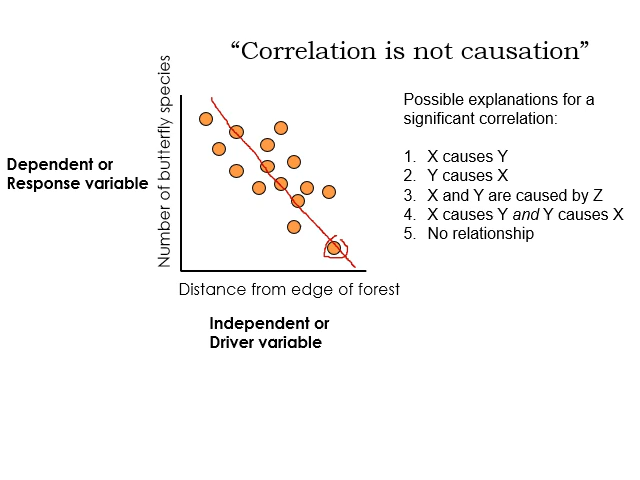 “Correlation is not causation”
Number of butterfly species
Dependent or
Response variable
Distance from edge of forest
Independent or
Driver variable
Possible explanations for a
significant correlation:
1. X causes Y
2. Y causes X
3. X and Y are caused by Z
4. X causes Y and Y causes X
5. No relationship